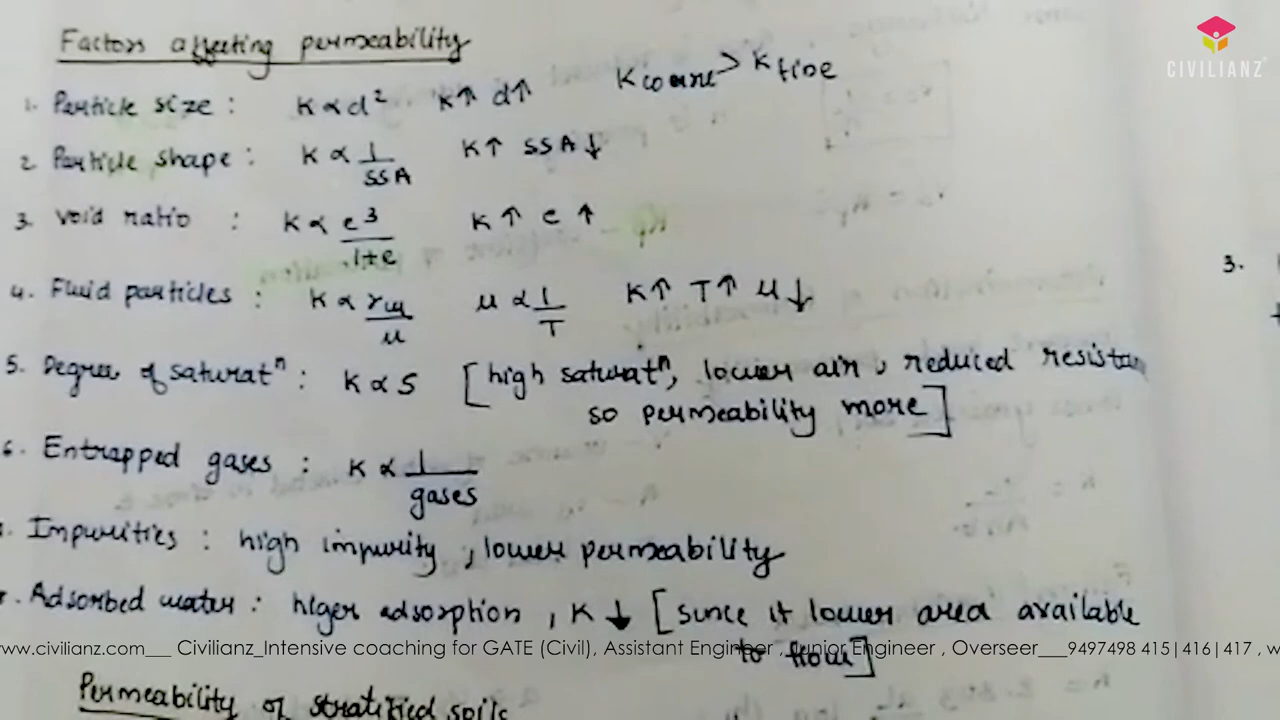 Factors affecting permeability
CIVILIANZ
1. Particle size : K ∝ d² K↑ d↑ K coarse > K fine
2. Particle shape : K ∝ 1/SSA K↑ SSA↓
3. Void ratio : K ∝ e³/1+e K↑ e↑
4. Fluid particles : K ∝ γw/μ μ ∝ 1/T K↑ T↑ μ↓
3.
5. Degree of saturatⁿ : K ∝ S [high saturatⁿ, lower air, reduced resistan
so permeability more]
6. Entrapped gases : K ∝ 1/gases
. Impurities : high impurity, lower permeability
. Adsorbed water : higer adsorption, K↓ [since it lower area available
to flow]
www.civilianz.com___ Civilianz_Intensive coaching for GATE (Civil), Assistant Engineer , Junior Engineer , Overseer___9497498 415|416|417 , w
Permeability of stratified soils